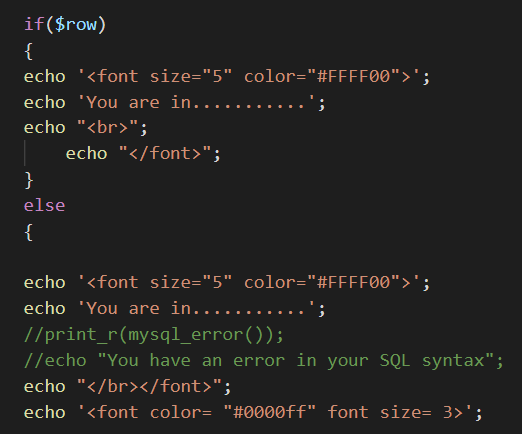 if($row)
{
echo '<font size="5" color="#FFFF00">';
echo 'You are in...........';
echo "<br>";
    echo "</font>";
}
else
{

echo '<font size="5" color="#FFFF00">';
echo 'You are in...........';
//print_r(mysql_error());
//echo "You have an error in your SQL syntax";
echo "</br></font>";
echo '<font color= "#0000ff" font size= 3>';